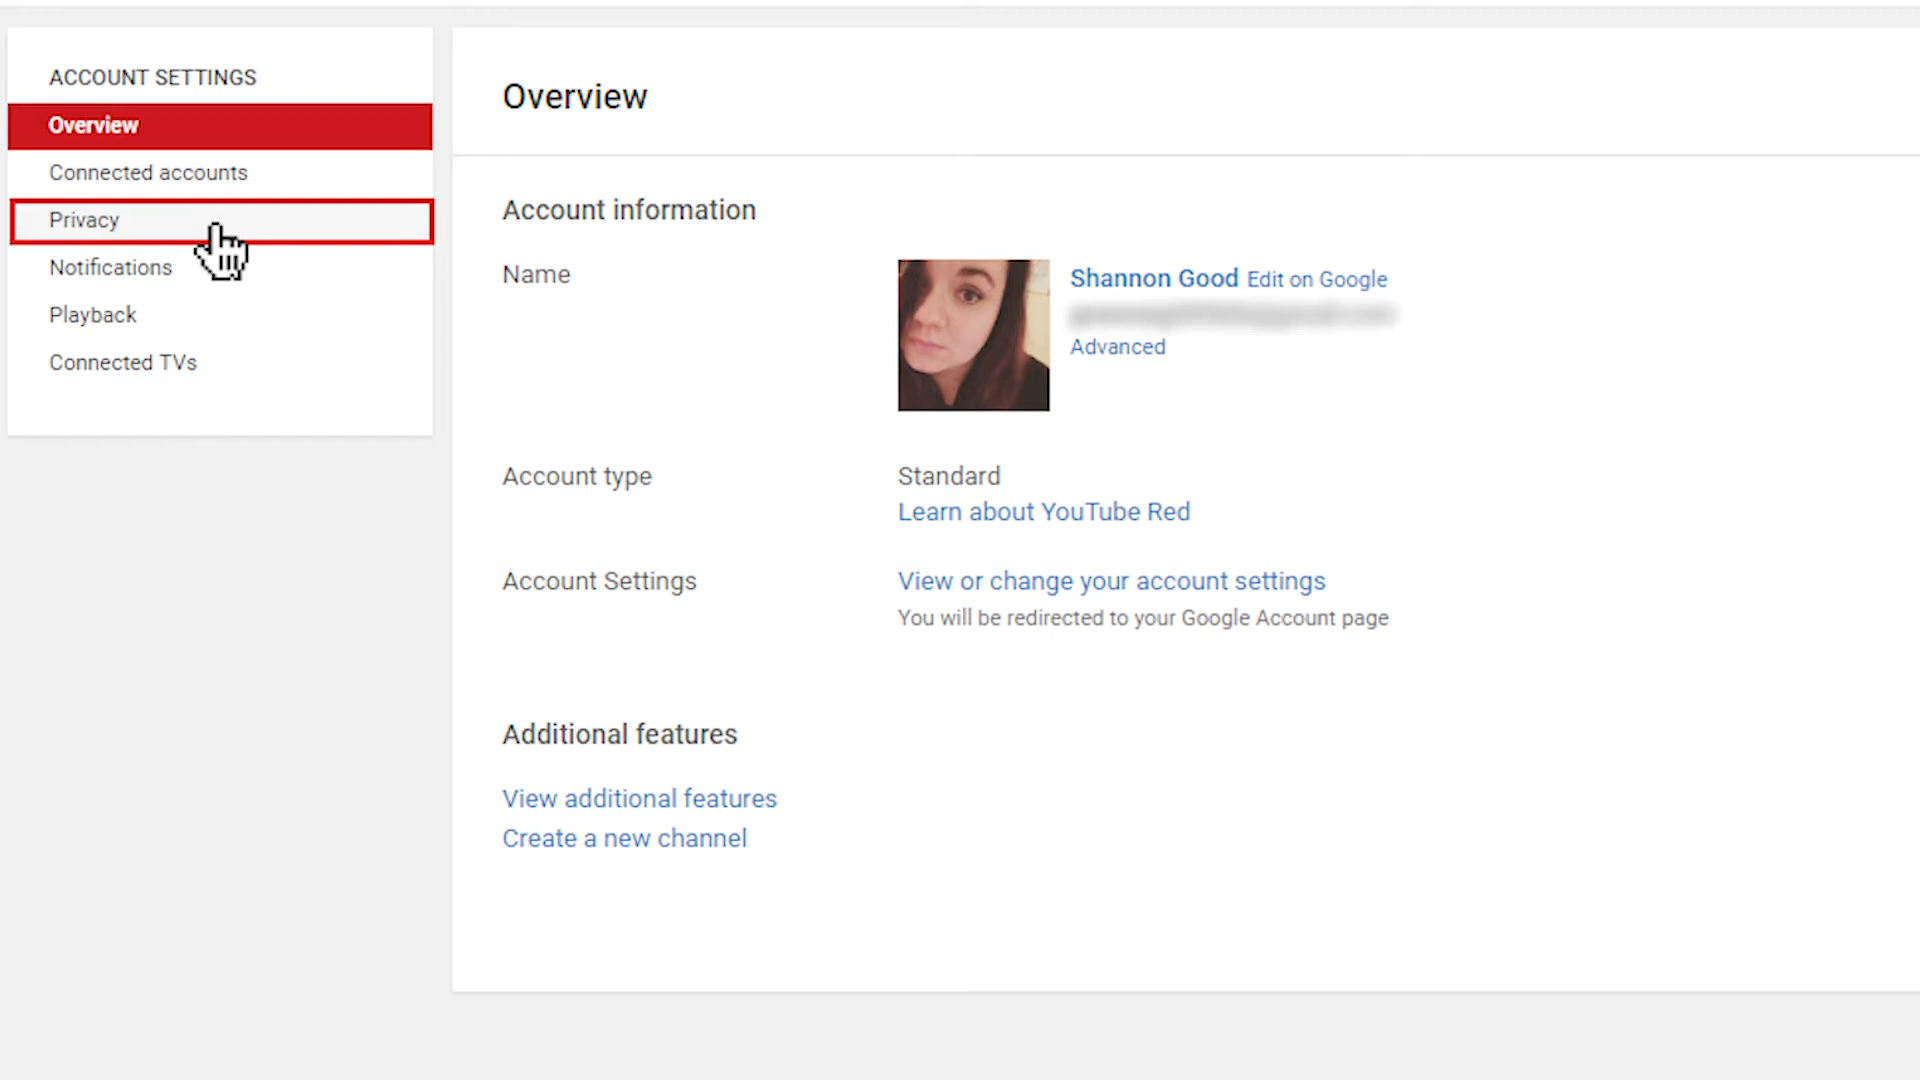 ACCOUNT SETTINGS
Overview
Connected accounts
Privacy
Notifications
Playback
Connected TVs
Overview
Account information
Name
Shannon Good Edit on Google
Advanced
Account type
Standard
Learn about YouTube Red
Account Settings
View or change your account settings
You will be redirected to your Google Account page
Additional features
View additional features
Create a new channel